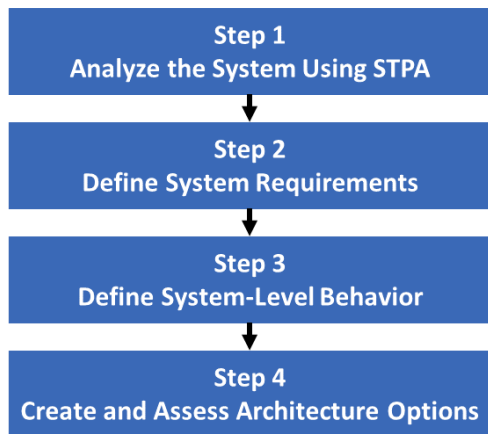 Step 1
Analyze the System Using STPA
Step 2
Define System Requirements
Step 3
Define System-Level Behavior
Step 4
Create and Assess Architecture Options